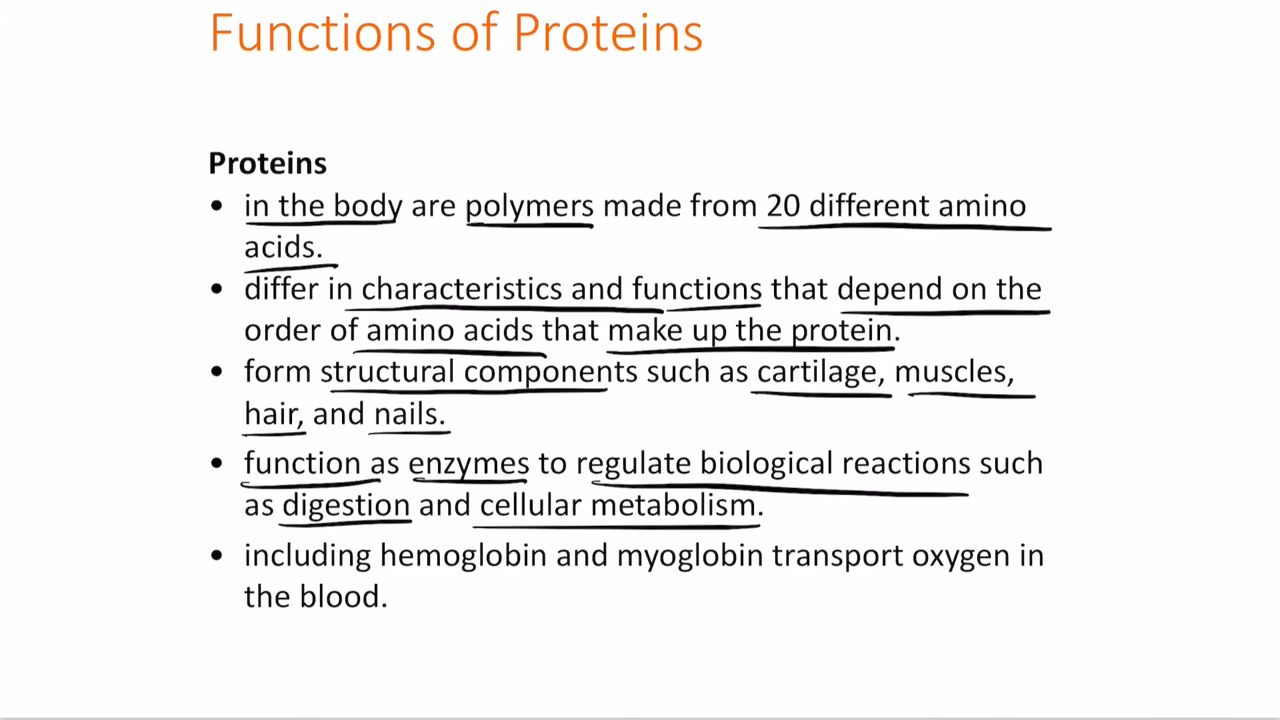 Functions of Proteins
Proteins
• in the body are polymers made from 20 different amino
acids.
• differ in characteristics and functions that depend on the
order of amino acids that make up the protein.
• form structural components such as cartilage, muscles,
hair, and nails.
• function as enzymes to regulate biological reactions such
as digestion and cellular metabolism.
• including hemoglobin and myoglobin transport oxygen in
the blood.